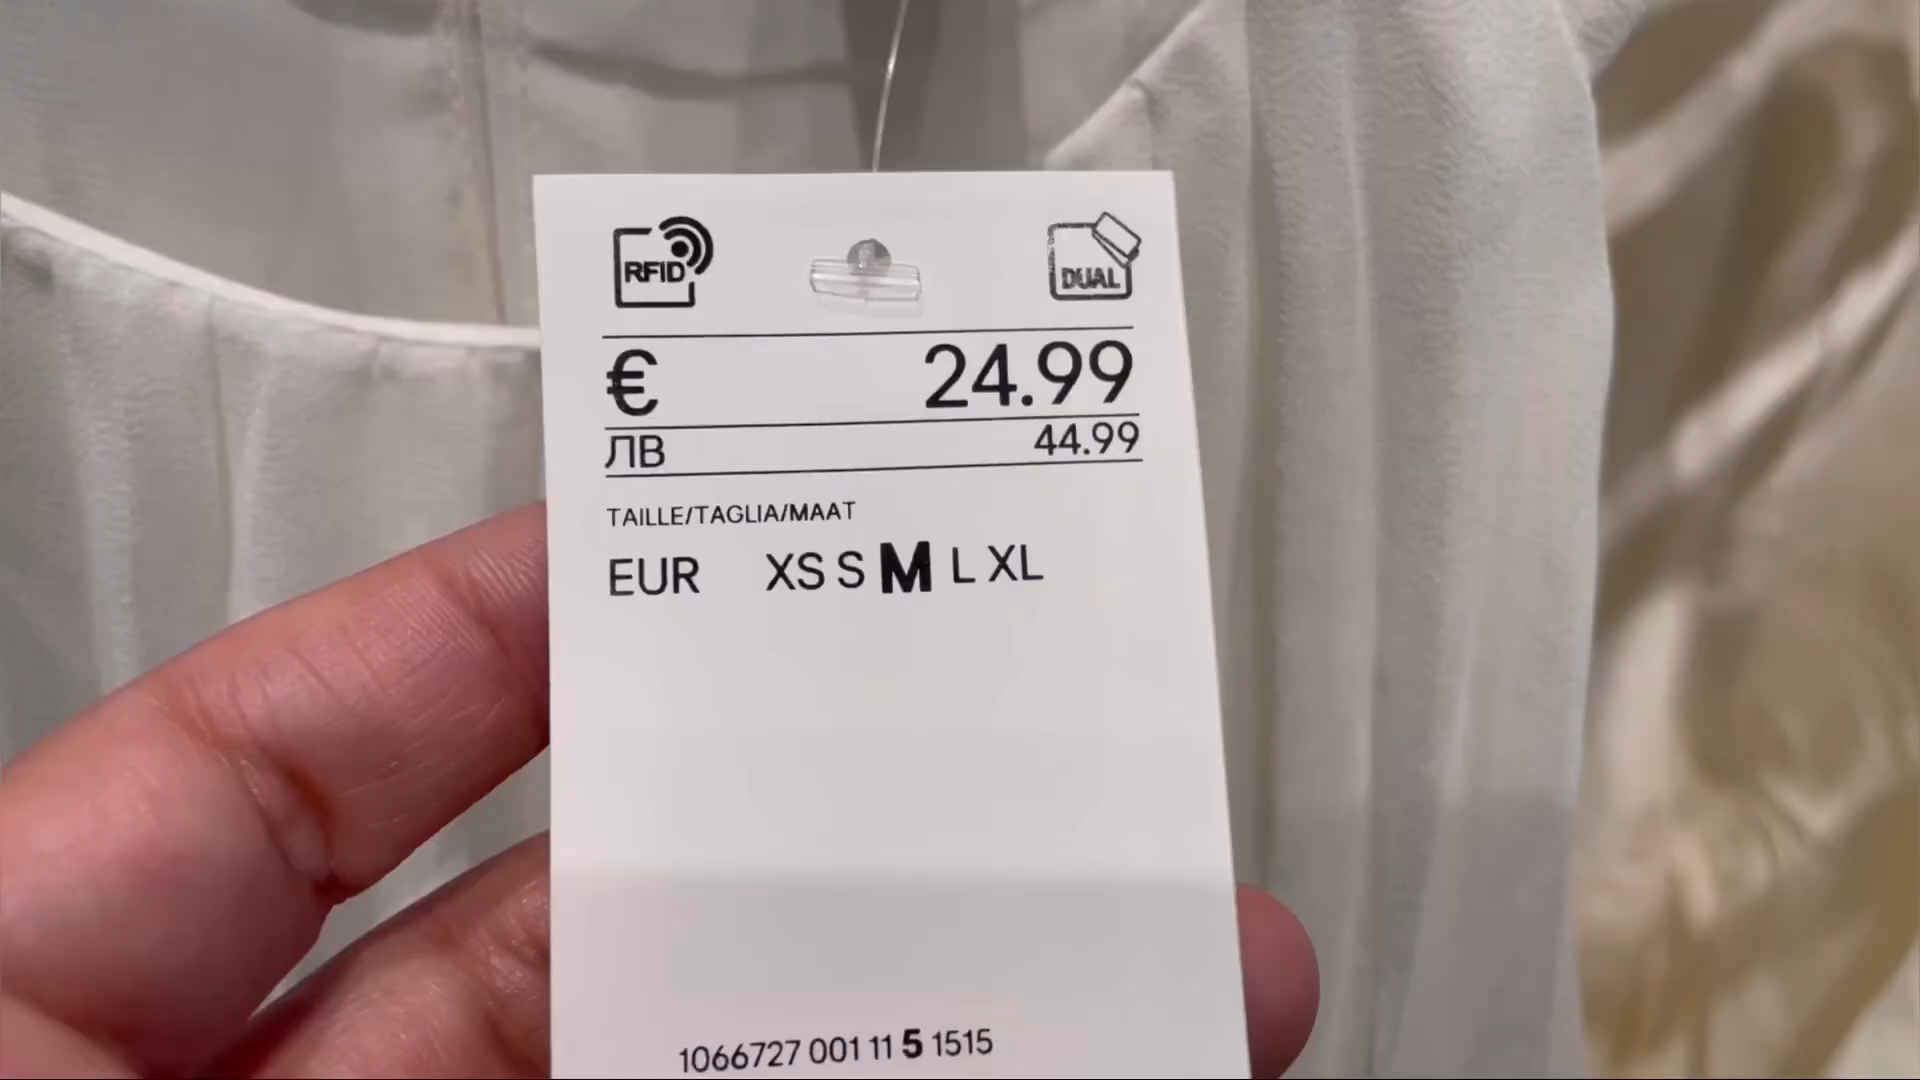 RFID
DUAL
€ 24.99
ЛВ 44.99
TAILLE/TAGLIA/MAAT
EUR XS S M L XL
1066727 001 11 5 1515